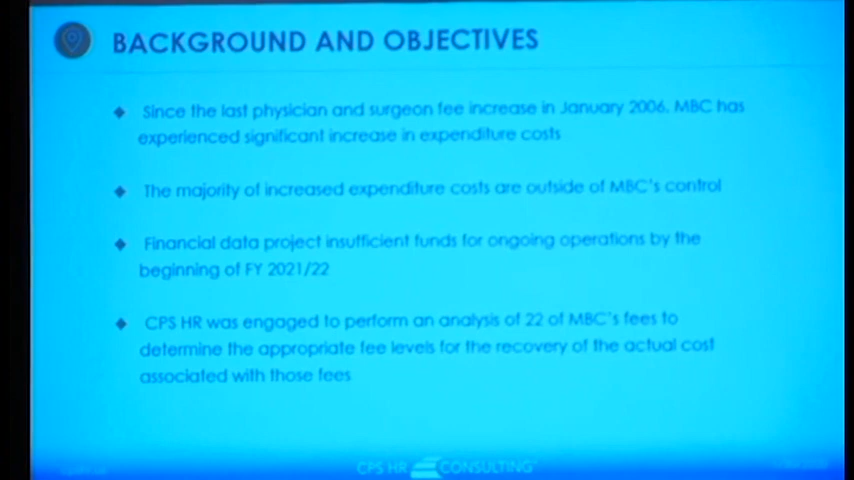 BACKGROUND AND OBJECTIVES
Since the last physician and surgeon fee increase in January 2006, MBC has
experienced significant increase in expenditure costs
The majority of increased expenditure costs are outside of MBC's control
Financial data project insufficient funds for ongoing operations by the
beginning of FY 2021/22
CPS HR was engaged to perform an analysis of 22 of MBC's fees to
determine the appropriate fee levels for the recovery of the actual cost
associated with those fees
CPS HR CONSULTING